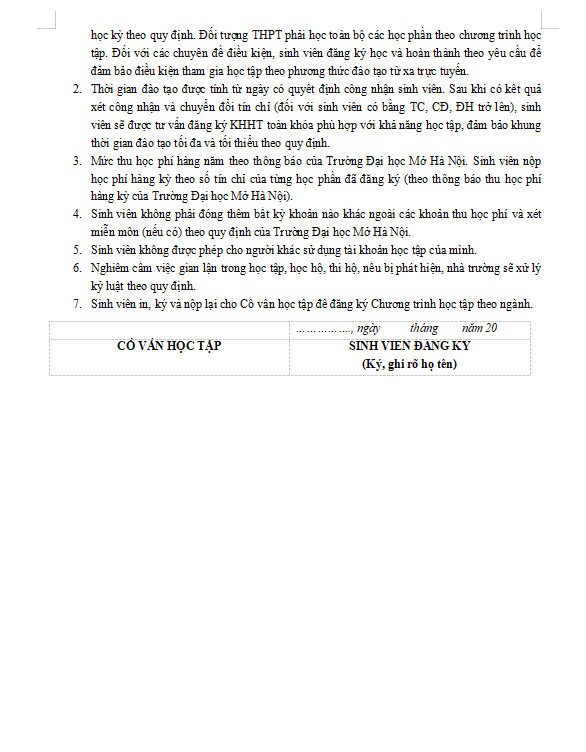 học kỳ theo quy định. Đối tượng THPT phải học toàn bộ các học phần theo chương trình học
tập. Đối với các chuyên đề điều kiện, sinh viên đăng ký học và hoàn thành theo yêu cầu để
đảm bảo điều kiện tham gia học tập theo phương thức đào tạo từ xa trực tuyến.
2. Thời gian đào tạo được tính từ ngày có quyết định công nhận sinh viên. Sau khi có kết quả
xét công nhận và chuyển đổi tín chỉ (đối với sinh viên có bằng TC, CĐ, ĐH trở lên), sinh
viên sẽ được tư vấn đăng ký KHHT toàn khóa phù hợp với khả năng học tập, đảm bảo khung
thời gian đào tạo tối đa và tối thiểu theo quy định.
3. Mức thu học phí hàng năm theo thông báo của Trường Đại học Mở Hà Nội. Sinh viên nộp
học phí hàng kỳ theo số tín chỉ của từng học phần đã đăng ký (theo thông báo thu học phí
hàng kỳ của Trường Đại học Mở Hà Nội).
4. Sinh viên không phải đóng thêm bất kỳ khoản nào khác ngoài các khoản thu học phí và xét
miễn môn (nếu có) theo quy định của Trường Đại học Mở Hà Nội.
5. Sinh viên không được phép cho người khác sử dụng tài khoản học tập của mình.
6. Nghiêm cấm việc gian lận trong học tập, học hộ, thi hộ, nếu bị phát hiện, nhà trường sẽ xử lý
kỷ luật theo quy định.
7. Sinh viên in, ký và nộp lại cho Cố vấn học tập để đăng ký Chương trình học tập theo ngành.
……………., ngày tháng năm 20
CỐ VẤN HỌC TẬP SINH VIÊN ĐĂNG KÝ
(Ký, ghi rõ họ tên)